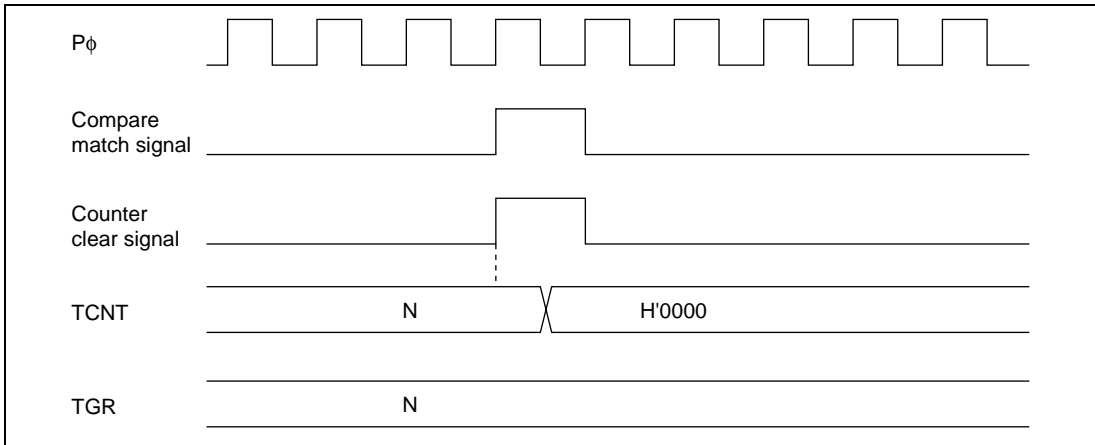 Pϕ
Compare
match signal
Counter
clear signal
TCNT
N
H'0000
TGR
N